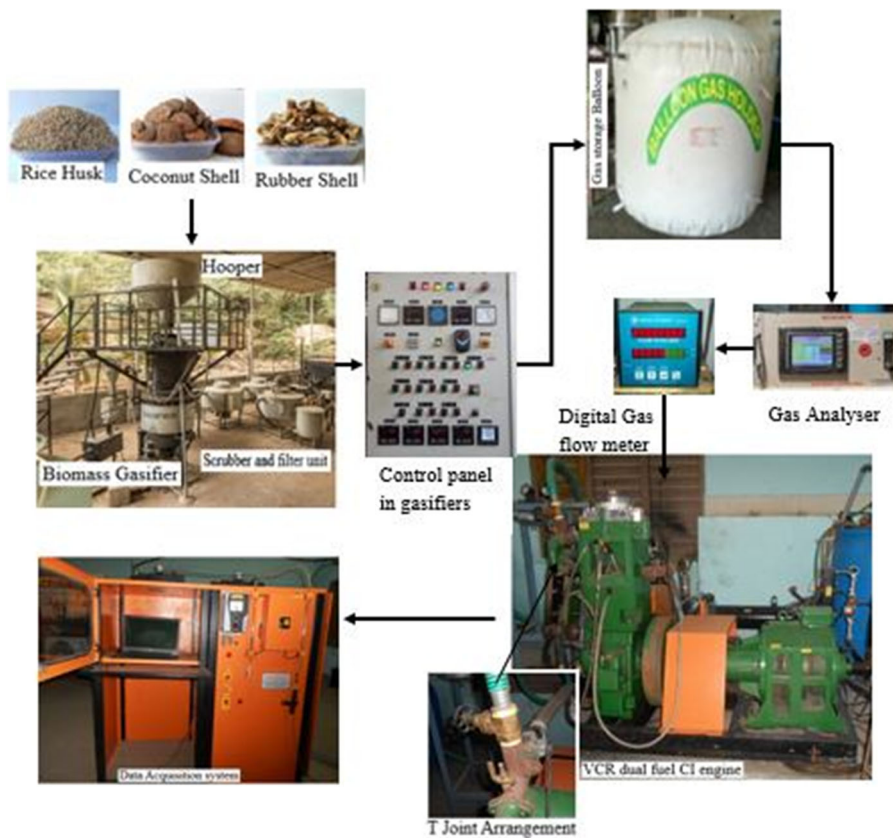 Rice Husk
Coconut Shell
Rubber Shell
Gas storage Balloon
BALLOON GAS HOLDER
Hooper
Biomass Gasifier
Scrubber and filter unit
Control panel
in gasifiers
Digital Gas
flow meter
Gas Analyser
Data Acquisition system
VCR dual fuel CI engine
T Joint Arrangement